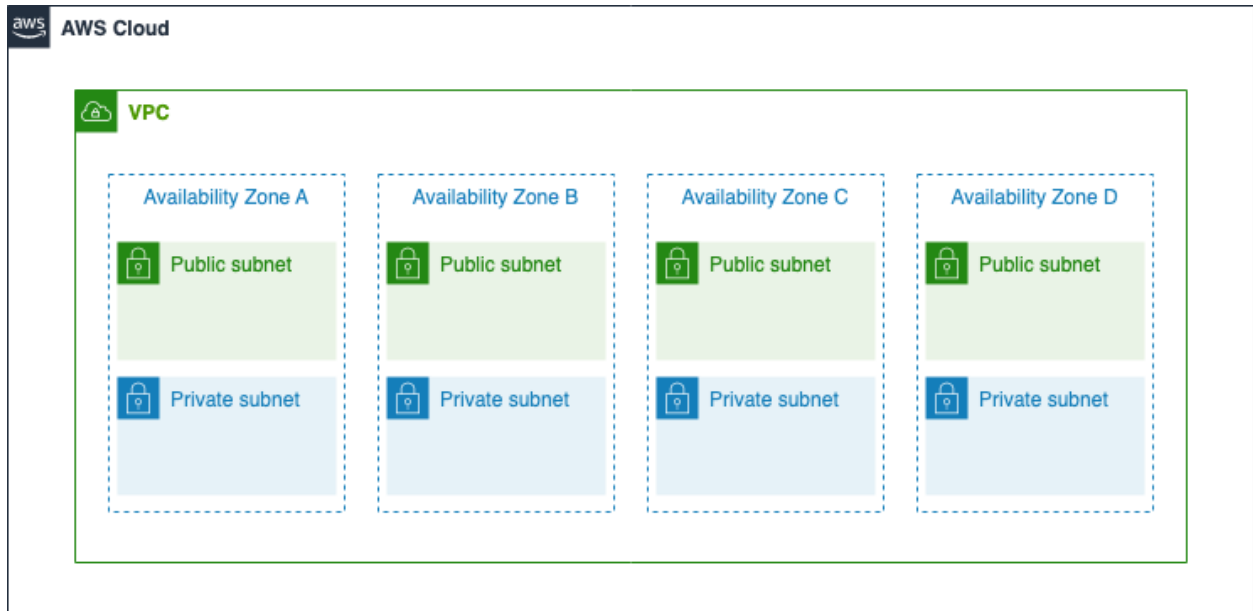 aws
AWS Cloud
VPC
Availability Zone A
Availability Zone B
Availability Zone C
Availability Zone D
Public subnet
Public subnet
Public subnet
Public subnet
Private subnet
Private subnet
Private subnet
Private subnet